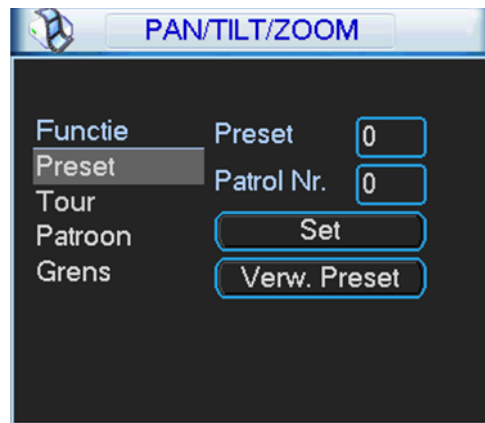 PAN/TILT/ZOOM
Functie
Preset
Tour
Patroon
Grens
Preset 0
Patrol Nr. 0
Set
Verw. Preset